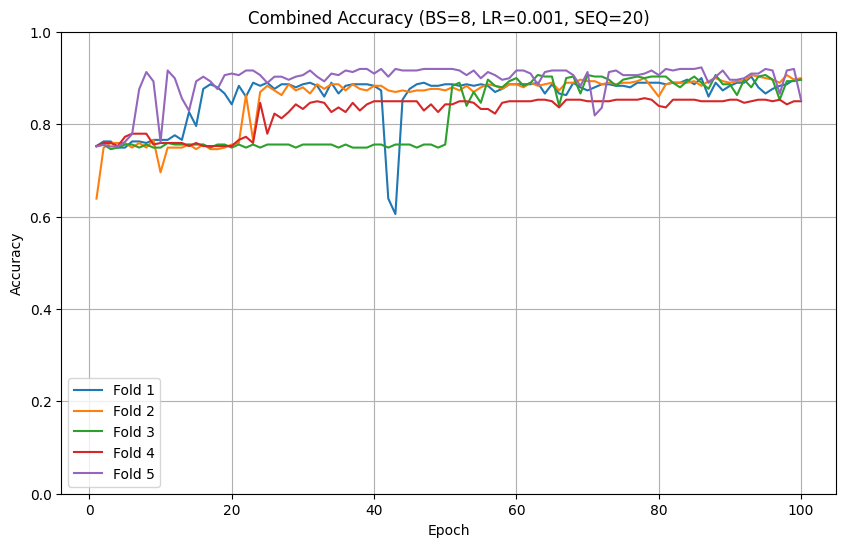 Combined Accuracy (BS=8, LR=0.001, SEQ=20)
1.0
0.8
0.6
0.4
0.2
0.0
Accuracy
Fold 1
Fold 2
Fold 3
Fold 4
Fold 5
0 20 40 60 80 100
Epoch